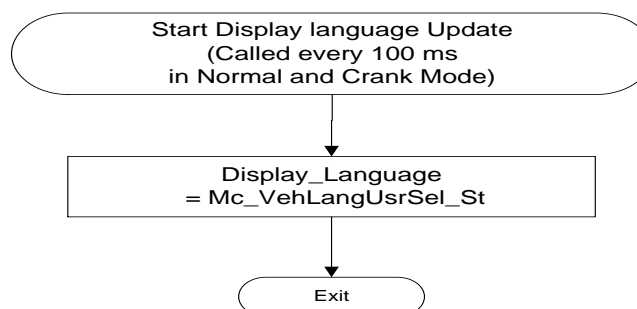 Start Display language Update
(Called every 100 ms
in Normal and Crank Mode)
Display_Language
= Mc_VehLangUsrSel_St
Exit